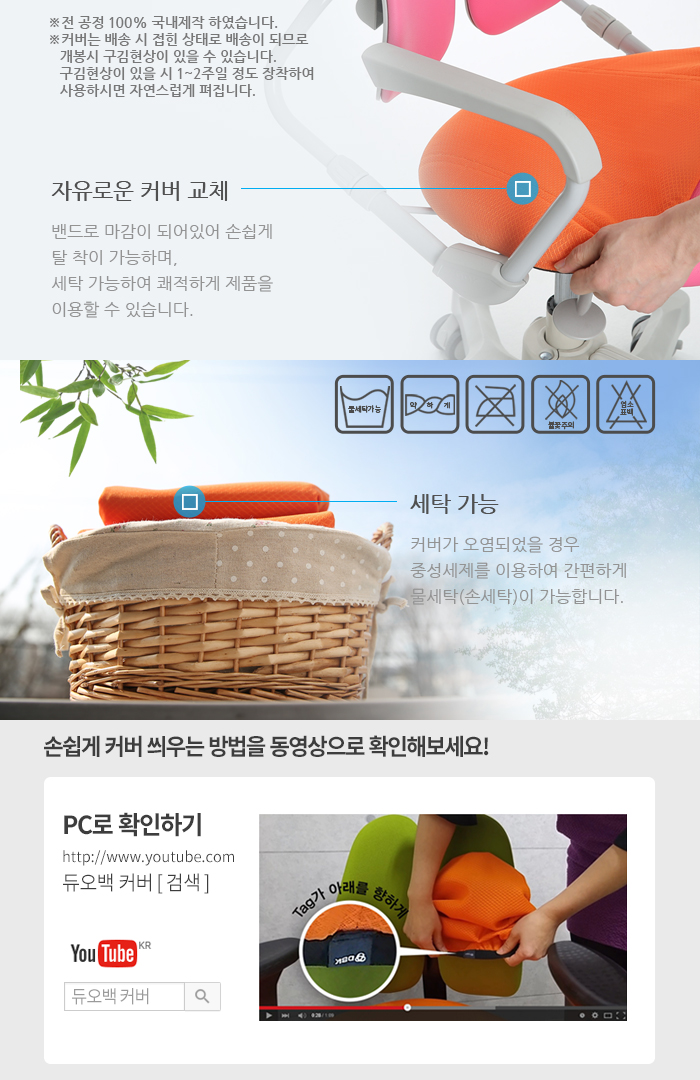 ※전 공정 100% 국내제작 하였습니다.
※커버는 배송 시 접힌 상태로 배송이 되므로
개봉시 구김현상이 있을 수 있습니다.
구김현상이 있을 시 1~2주일 정도 장착하여
사용하시면 자연스럽게 펴집니다.
자유로운 커버 교체
밴드로 마감이 되어있어 손쉽게
탈 착이 가능하며,
세탁 가능하여 쾌적하게 제품을
이용할 수 있습니다.
물세탁가능
약 하 게
불꽃주의
염소
표백
세탁 가능
커버가 오염되었을 경우
중성세제를 이용하여 간편하게
물세탁(손세탁)이 가능합니다.
손쉽게 커버 씌우는 방법을 동영상으로 확인해보세요!
PC로 확인하기
http://www.youtube.com
듀오백 커버 [ 검색 ]
YouTube KR
듀오백 커버
Tag가 아래를 향하게
DBK